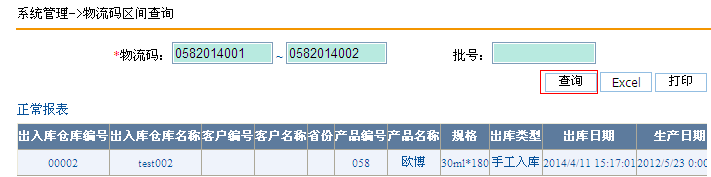 系统管理->物流码区间查询
*物流码： 0582014001 ~ 0582014002 批号：
查询 Excel 打印
正常报表
出入库仓库编号 出入库仓库名称 客户编号 客户名称 省份 产品编号 产品名称 规格 出库类型 出库日期 生产日期
00002 test002 058 欧博 30ml*180 手工入库 2014/4/11 15:17:01 2012/5/23 0:00